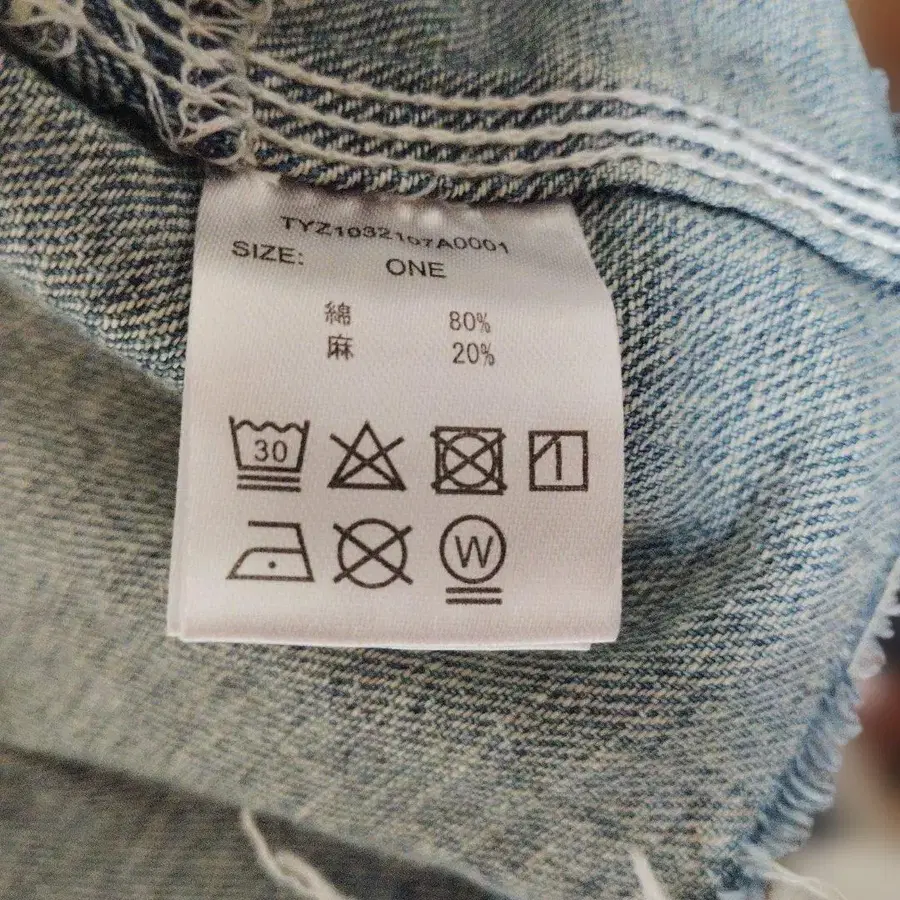 TYZ1032107A0001
SIZE: ONE
綿 80%
麻 20%
30
W